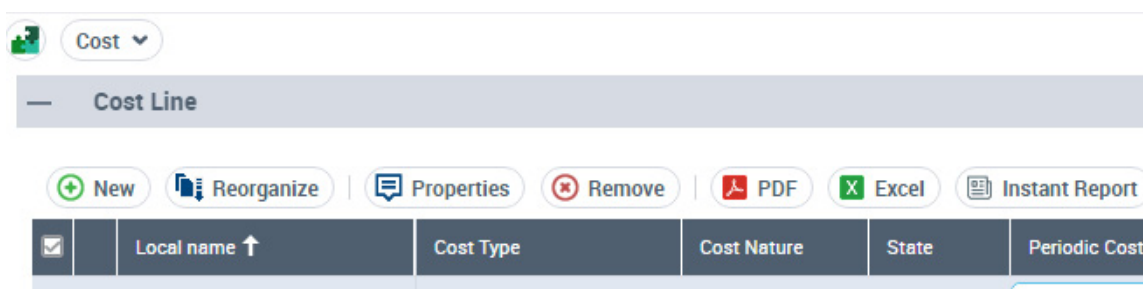 Cost
Cost Line
New Reorganize Properties Remove PDF Excel Instant Report
Local name Cost Type Cost Nature State Periodic Cost